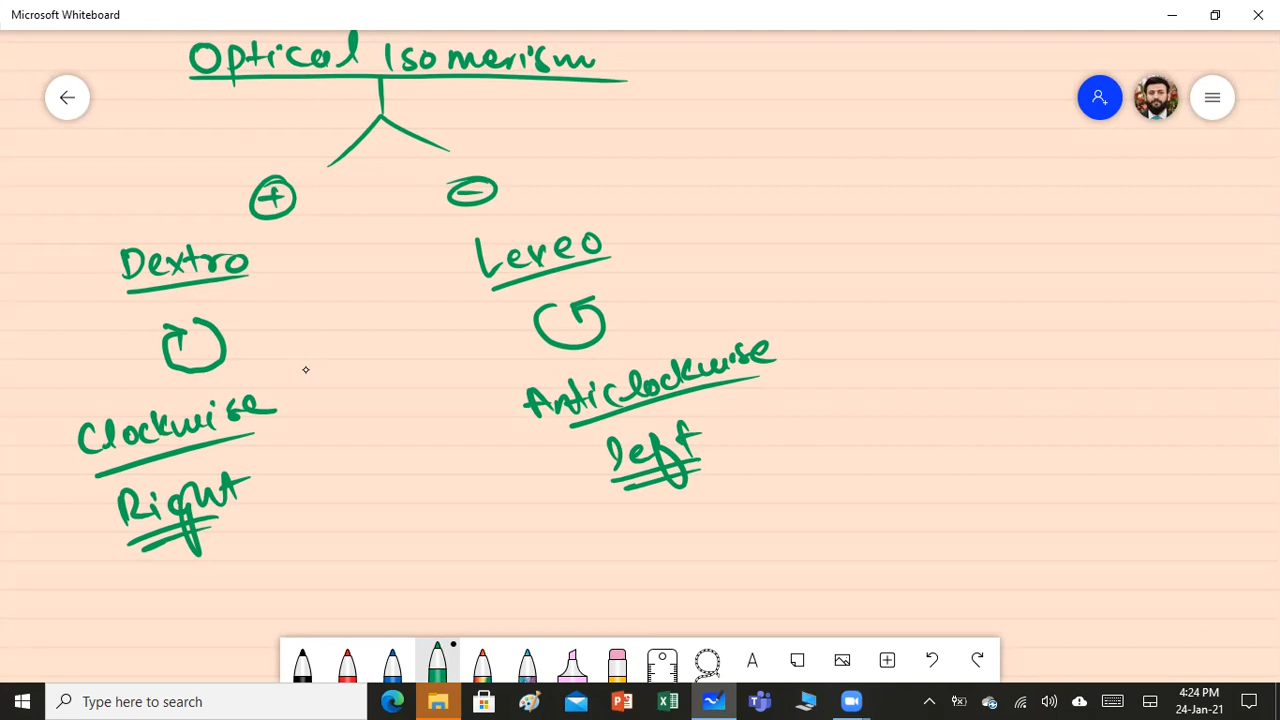 Microsoft Whiteboard
Optical Isomerism
+ −
Dextro
Leveo
Clockwise
Anticlockwise
Right
left
A
Type here to search
4:24 PM
24-Jan-21